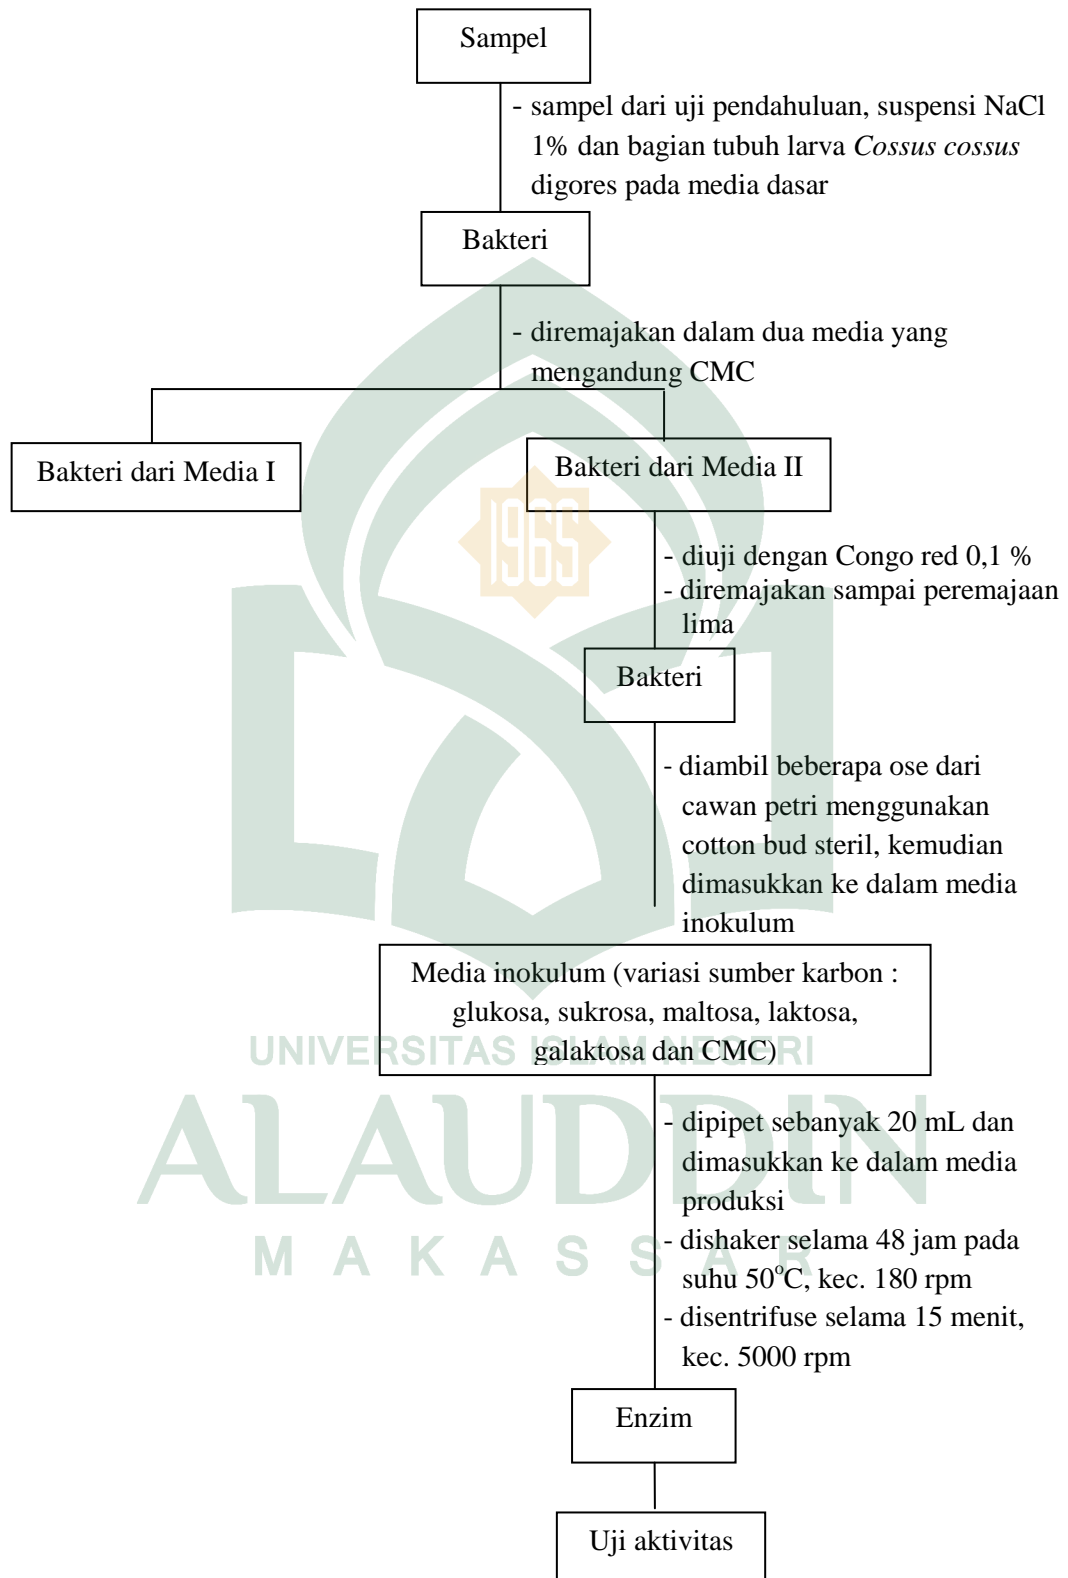 Sampel
- sampel dari uji pendahuluan, suspensi NaCl
1% dan bagian tubuh larva Cossus cossus
digores pada media dasar
Bakteri
- diremajakan dalam dua media yang
mengandung CMC
Bakteri dari Media I
Bakteri dari Media II
1965
- diuji dengan Congo red 0,1 %
- diremajakan sampai peremajaan
lima
Bakteri
- diambil beberapa ose dari
cawan petri menggunakan
cotton bud steril, kemudian
dimasukkan ke dalam media
inokulum
Media inokulum (variasi sumber karbon :
glukosa, sukrosa, maltosa, laktosa,
galaktosa dan CMC)
UNIVERSITAS ISLAM NEGERI
ALAUDDIN
MAKASSAR
- dipipet sebanyak 20 mL dan
dimasukkan ke dalam media
produksi
- dishaker selama 48 jam pada
suhu 50°C, kec. 180 rpm
- disentrifuse selama 15 menit,
kec. 5000 rpm
Enzim
Uji aktivitas